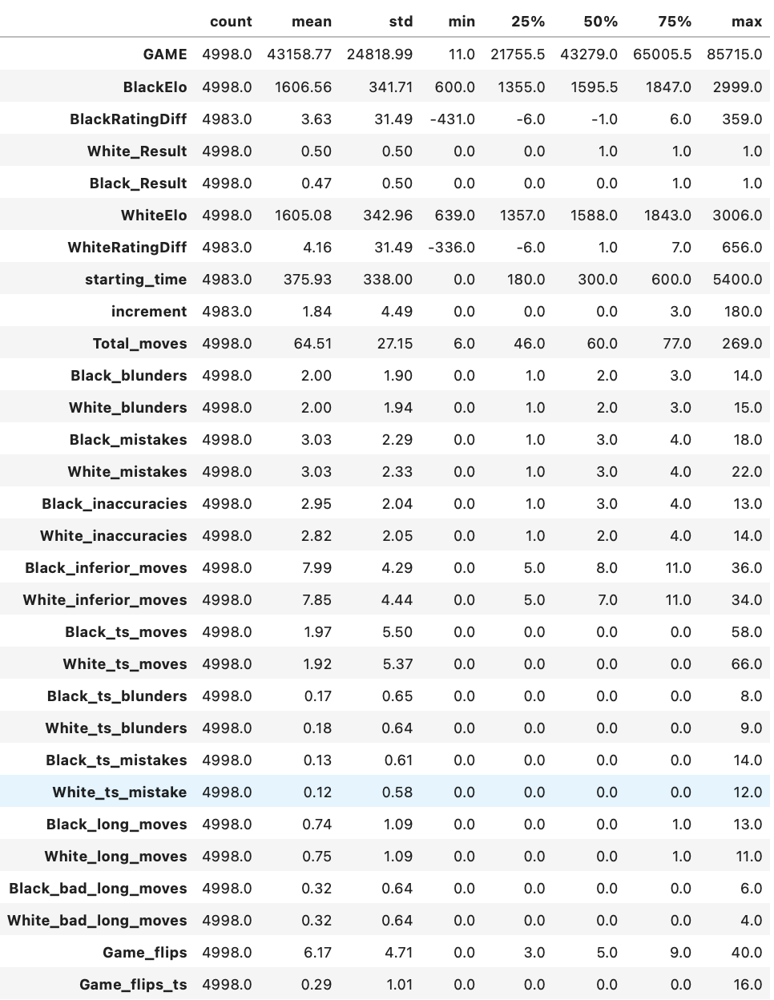 count mean std min 25% 50% 75% max
GAME 4998.0 43158.77 24818.99 11.0 21755.5 43279.0 65005.5 85715.0
BlackElo 4998.0 1606.56 341.71 600.0 1355.0 1595.5 1847.0 2999.0
BlackRatingDiff 4983.0 3.63 31.49 -431.0 -6.0 -1.0 6.0 359.0
White_Result 4998.0 0.50 0.50 0.0 0.0 1.0 1.0 1.0
Black_Result 4998.0 0.47 0.50 0.0 0.0 0.0 1.0 1.0
WhiteElo 4998.0 1605.08 342.96 639.0 1357.0 1588.0 1843.0 3006.0
WhiteRatingDiff 4983.0 4.16 31.49 -336.0 -6.0 1.0 7.0 656.0
starting_time 4983.0 375.93 338.00 0.0 180.0 300.0 600.0 5400.0
increment 4983.0 1.84 4.49 0.0 0.0 0.0 3.0 180.0
Total_moves 4998.0 64.51 27.15 6.0 46.0 60.0 77.0 269.0
Black_blunders 4998.0 2.00 1.90 0.0 1.0 2.0 3.0 14.0
White_blunders 4998.0 2.00 1.94 0.0 1.0 2.0 3.0 15.0
Black_mistakes 4998.0 3.03 2.29 0.0 1.0 3.0 4.0 18.0
White_mistakes 4998.0 3.03 2.33 0.0 1.0 3.0 4.0 22.0
Black_inaccuracies 4998.0 2.95 2.04 0.0 1.0 3.0 4.0 13.0
White_inaccuracies 4998.0 2.82 2.05 0.0 1.0 2.0 4.0 14.0
Black_inferior_moves 4998.0 7.99 4.29 0.0 5.0 8.0 11.0 36.0
White_inferior_moves 4998.0 7.85 4.44 0.0 5.0 7.0 11.0 34.0
Black_ts_moves 4998.0 1.97 5.50 0.0 0.0 0.0 0.0 58.0
White_ts_moves 4998.0 1.92 5.37 0.0 0.0 0.0 0.0 66.0
Black_ts_blunders 4998.0 0.17 0.65 0.0 0.0 0.0 0.0 8.0
White_ts_blunders 4998.0 0.18 0.64 0.0 0.0 0.0 0.0 9.0
Black_ts_mistakes 4998.0 0.13 0.61 0.0 0.0 0.0 0.0 14.0
White_ts_mistake 4998.0 0.12 0.58 0.0 0.0 0.0 0.0 12.0
Black_long_moves 4998.0 0.74 1.09 0.0 0.0 0.0 1.0 13.0
White_long_moves 4998.0 0.75 1.09 0.0 0.0 0.0 1.0 11.0
Black_bad_long_moves 4998.0 0.32 0.64 0.0 0.0 0.0 0.0 6.0
White_bad_long_moves 4998.0 0.32 0.64 0.0 0.0 0.0 0.0 4.0
Game_flips 4998.0 6.17 4.71 0.0 3.0 5.0 9.0 40.0
Game_flips_ts 4998.0 0.29 1.01 0.0 0.0 0.0 0.0 16.0